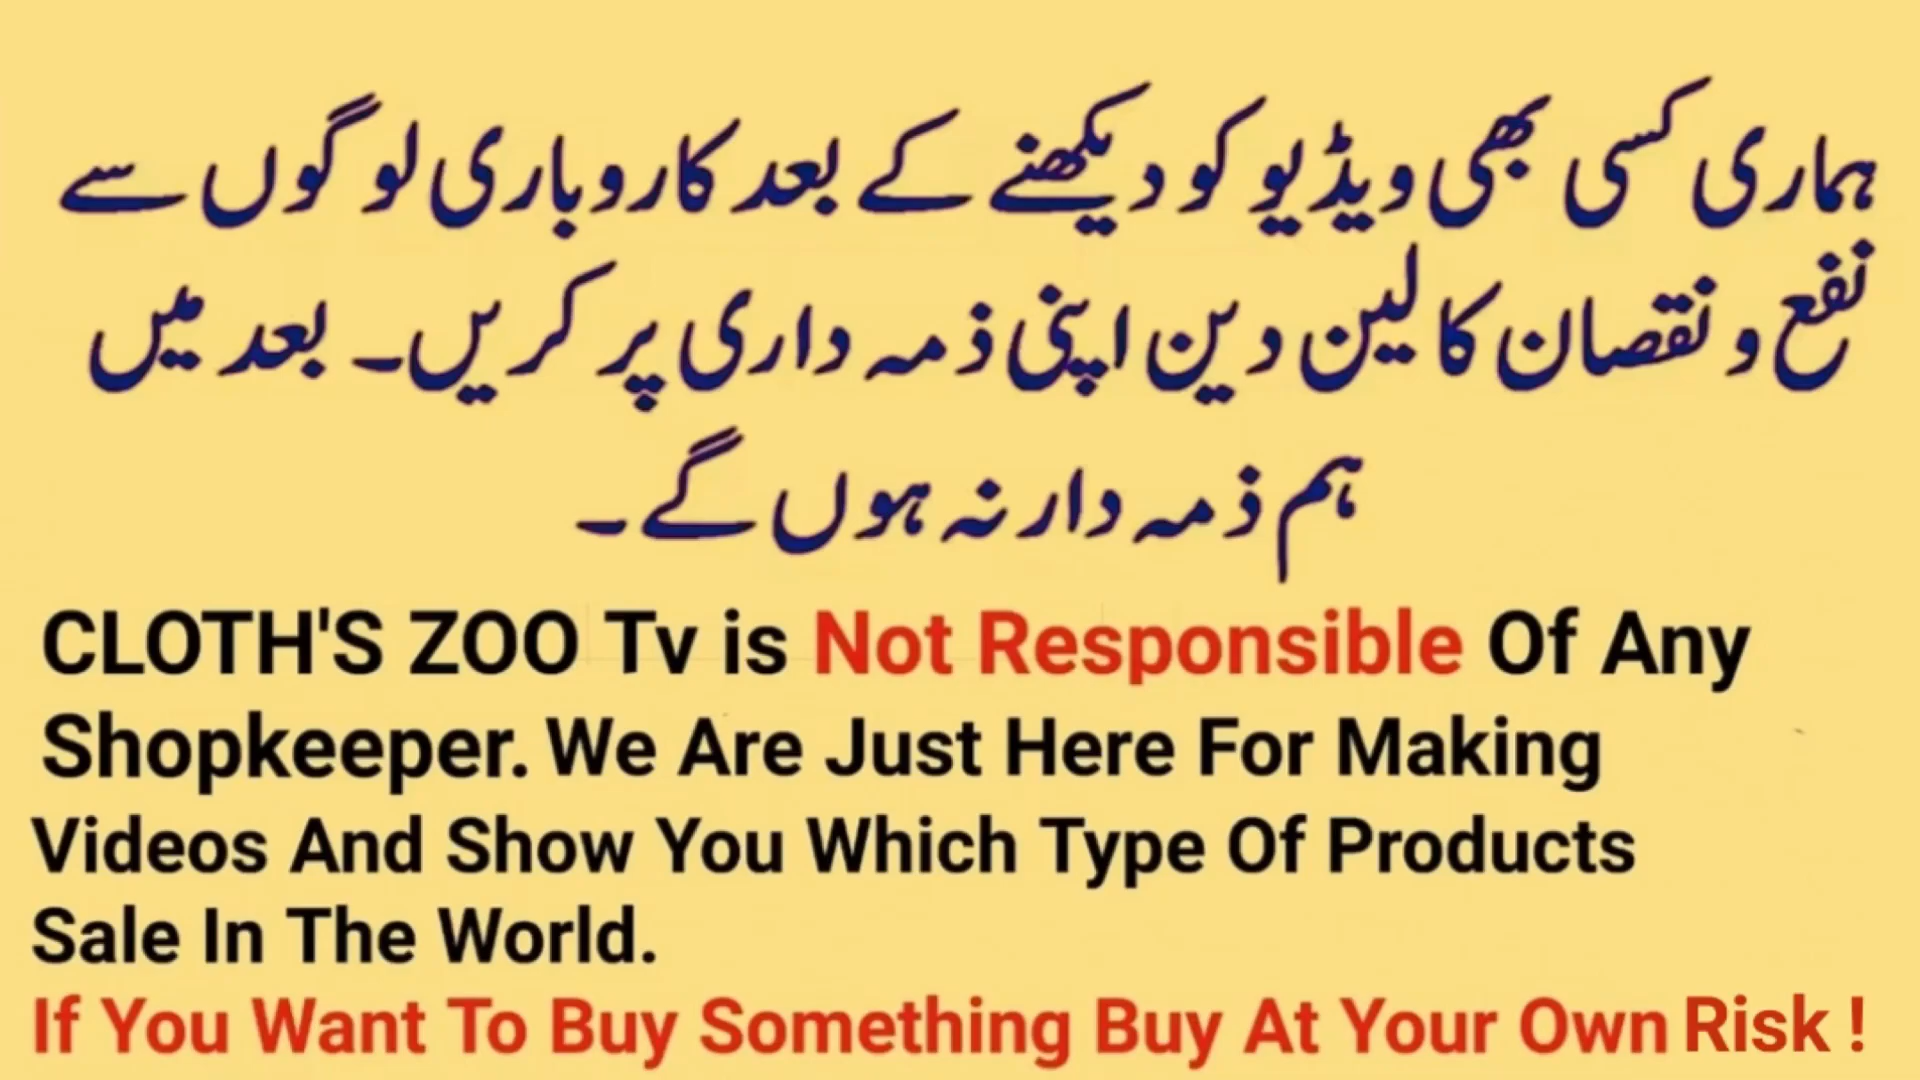 ہماری کسی بھی ویڈیو کو دیکھنے کے بعد کاروباری لوگوں سے
نفع و نقصان کا لین دین اپنی ذمہ داری پر کریں۔ بعد میں
ہم ذمہ دار نہ ہوں گے۔
CLOTH'S ZOO Tv is Not Responsible Of Any
Shopkeeper. We Are Just Here For Making
Videos And Show You Which Type Of Products
Sale In The World.
If You Want To Buy Something Buy At Your Own Risk !